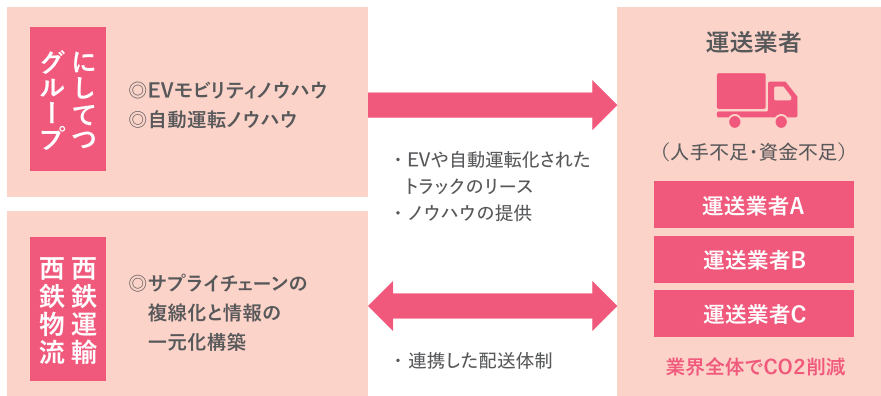 にしてつ
グループ
◎EVモビリティノウハウ
◎自動運転ノウハウ
・EVや自動運転化された
トラックのリース
・ノウハウの提供
西鉄運輸
西鉄物流
◎サプライチェーンの
複線化と情報の
一元化構築
・連携した配送体制
運送業者
（人手不足・資金不足）
運送業者A
運送業者B
運送業者C
業界全体でCO2削減